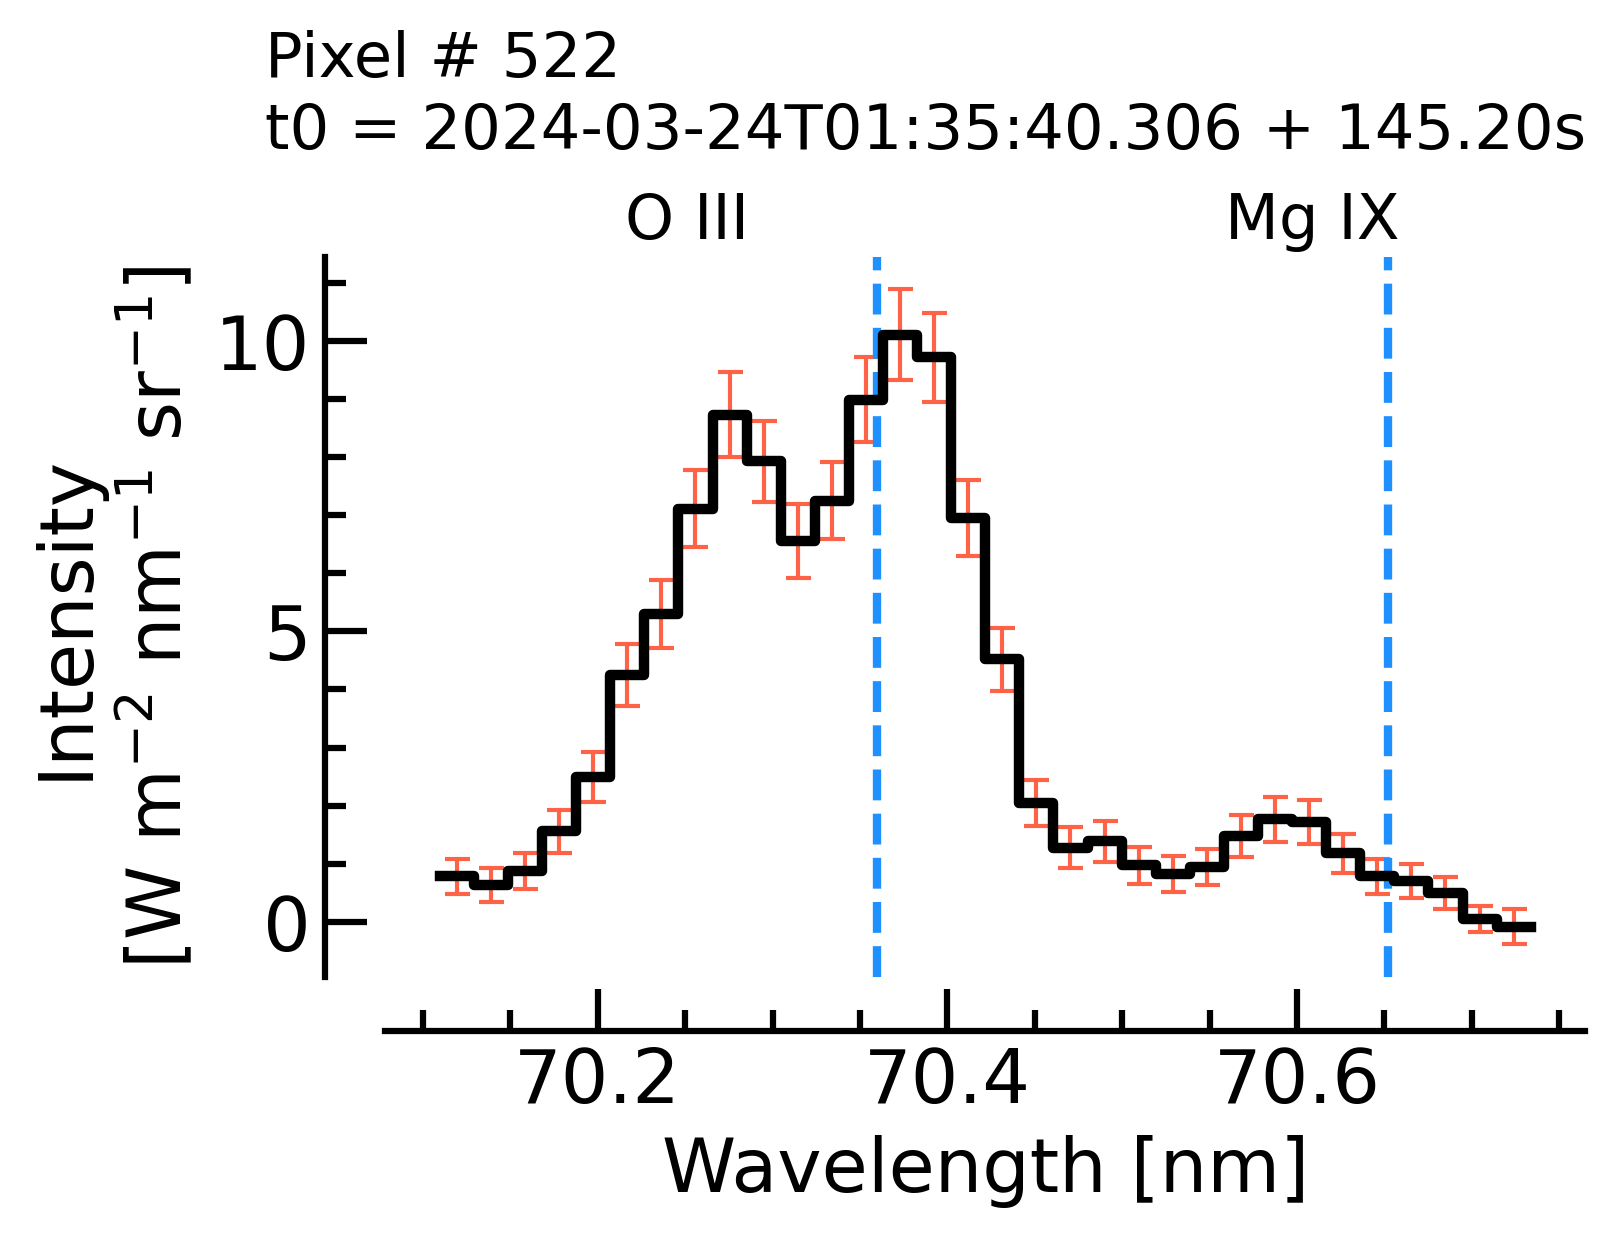 Pixel # 522
t0 = 2024-03-24T01:35:40.306 + 145.20s
O III Mg IX
Intensity
[W m⁻² nm⁻¹ sr⁻¹]
10
5
0
70.2 70.4 70.6
Wavelength [nm]